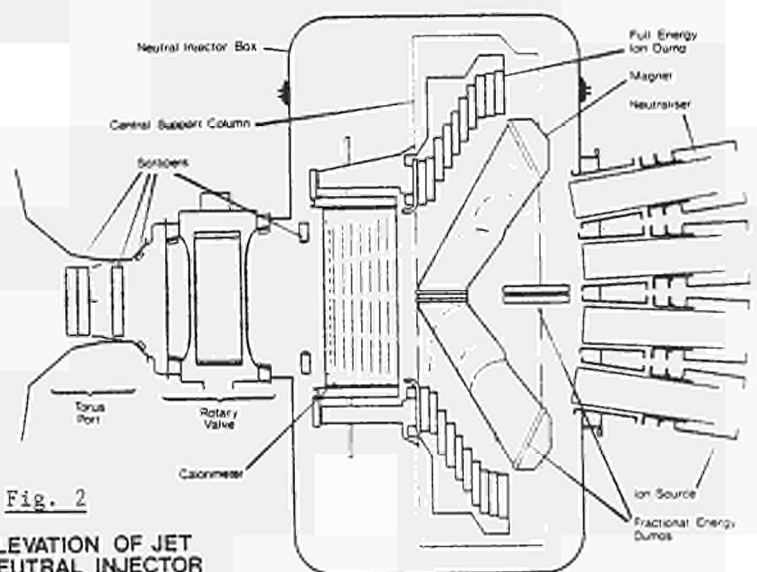 Neutral Injector Box
Full Energy
Ion Dump
Magnet
Neutraliser
Central Support Column
Scrapers
Torus
Port
Rotary
Valve
Calorimeter
Ion Source
Fractional Energy
Dumps
Fig. 2
LEVATION OF JET
EUTRAL INJECTOR